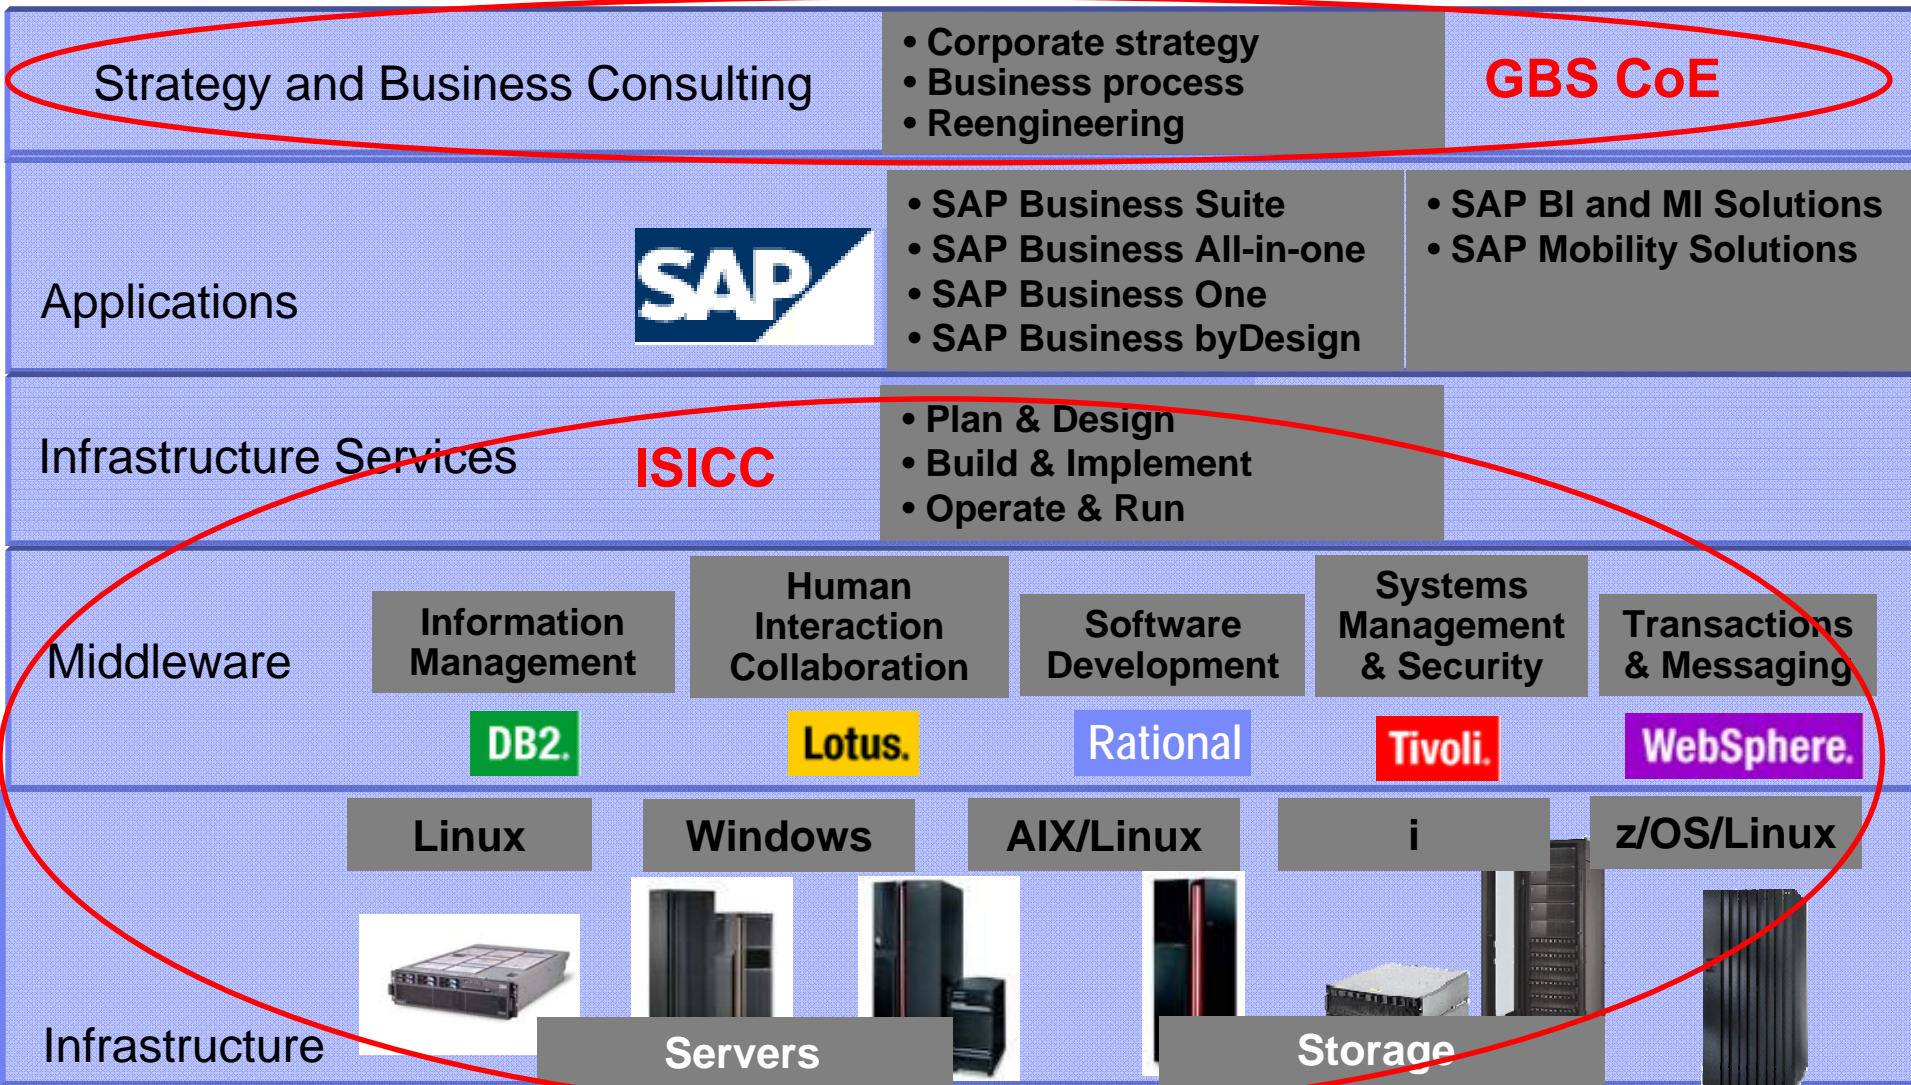 Strategy and Business Consulting
• Corporate strategy
• Business process
• Reengineering
GBS CoE
Applications
SAP
• SAP Business Suite
• SAP Business All-in-one
• SAP Business One
• SAP Business byDesign
• SAP BI and MI Solutions
• SAP Mobility Solutions
Infrastructure Services
ISICC
• Plan & Design
• Build & Implement
• Operate & Run
Middleware
Information
Management
Human
Interaction
Collaboration
Software
Development
Systems
Management
& Security
Transactions
& Messaging
DB2.
Lotus.
Rational
Tivoli.
WebSphere.
Linux
Windows
AIX/Linux
i
z/OS/Linux
Infrastructure
Servers
Storage